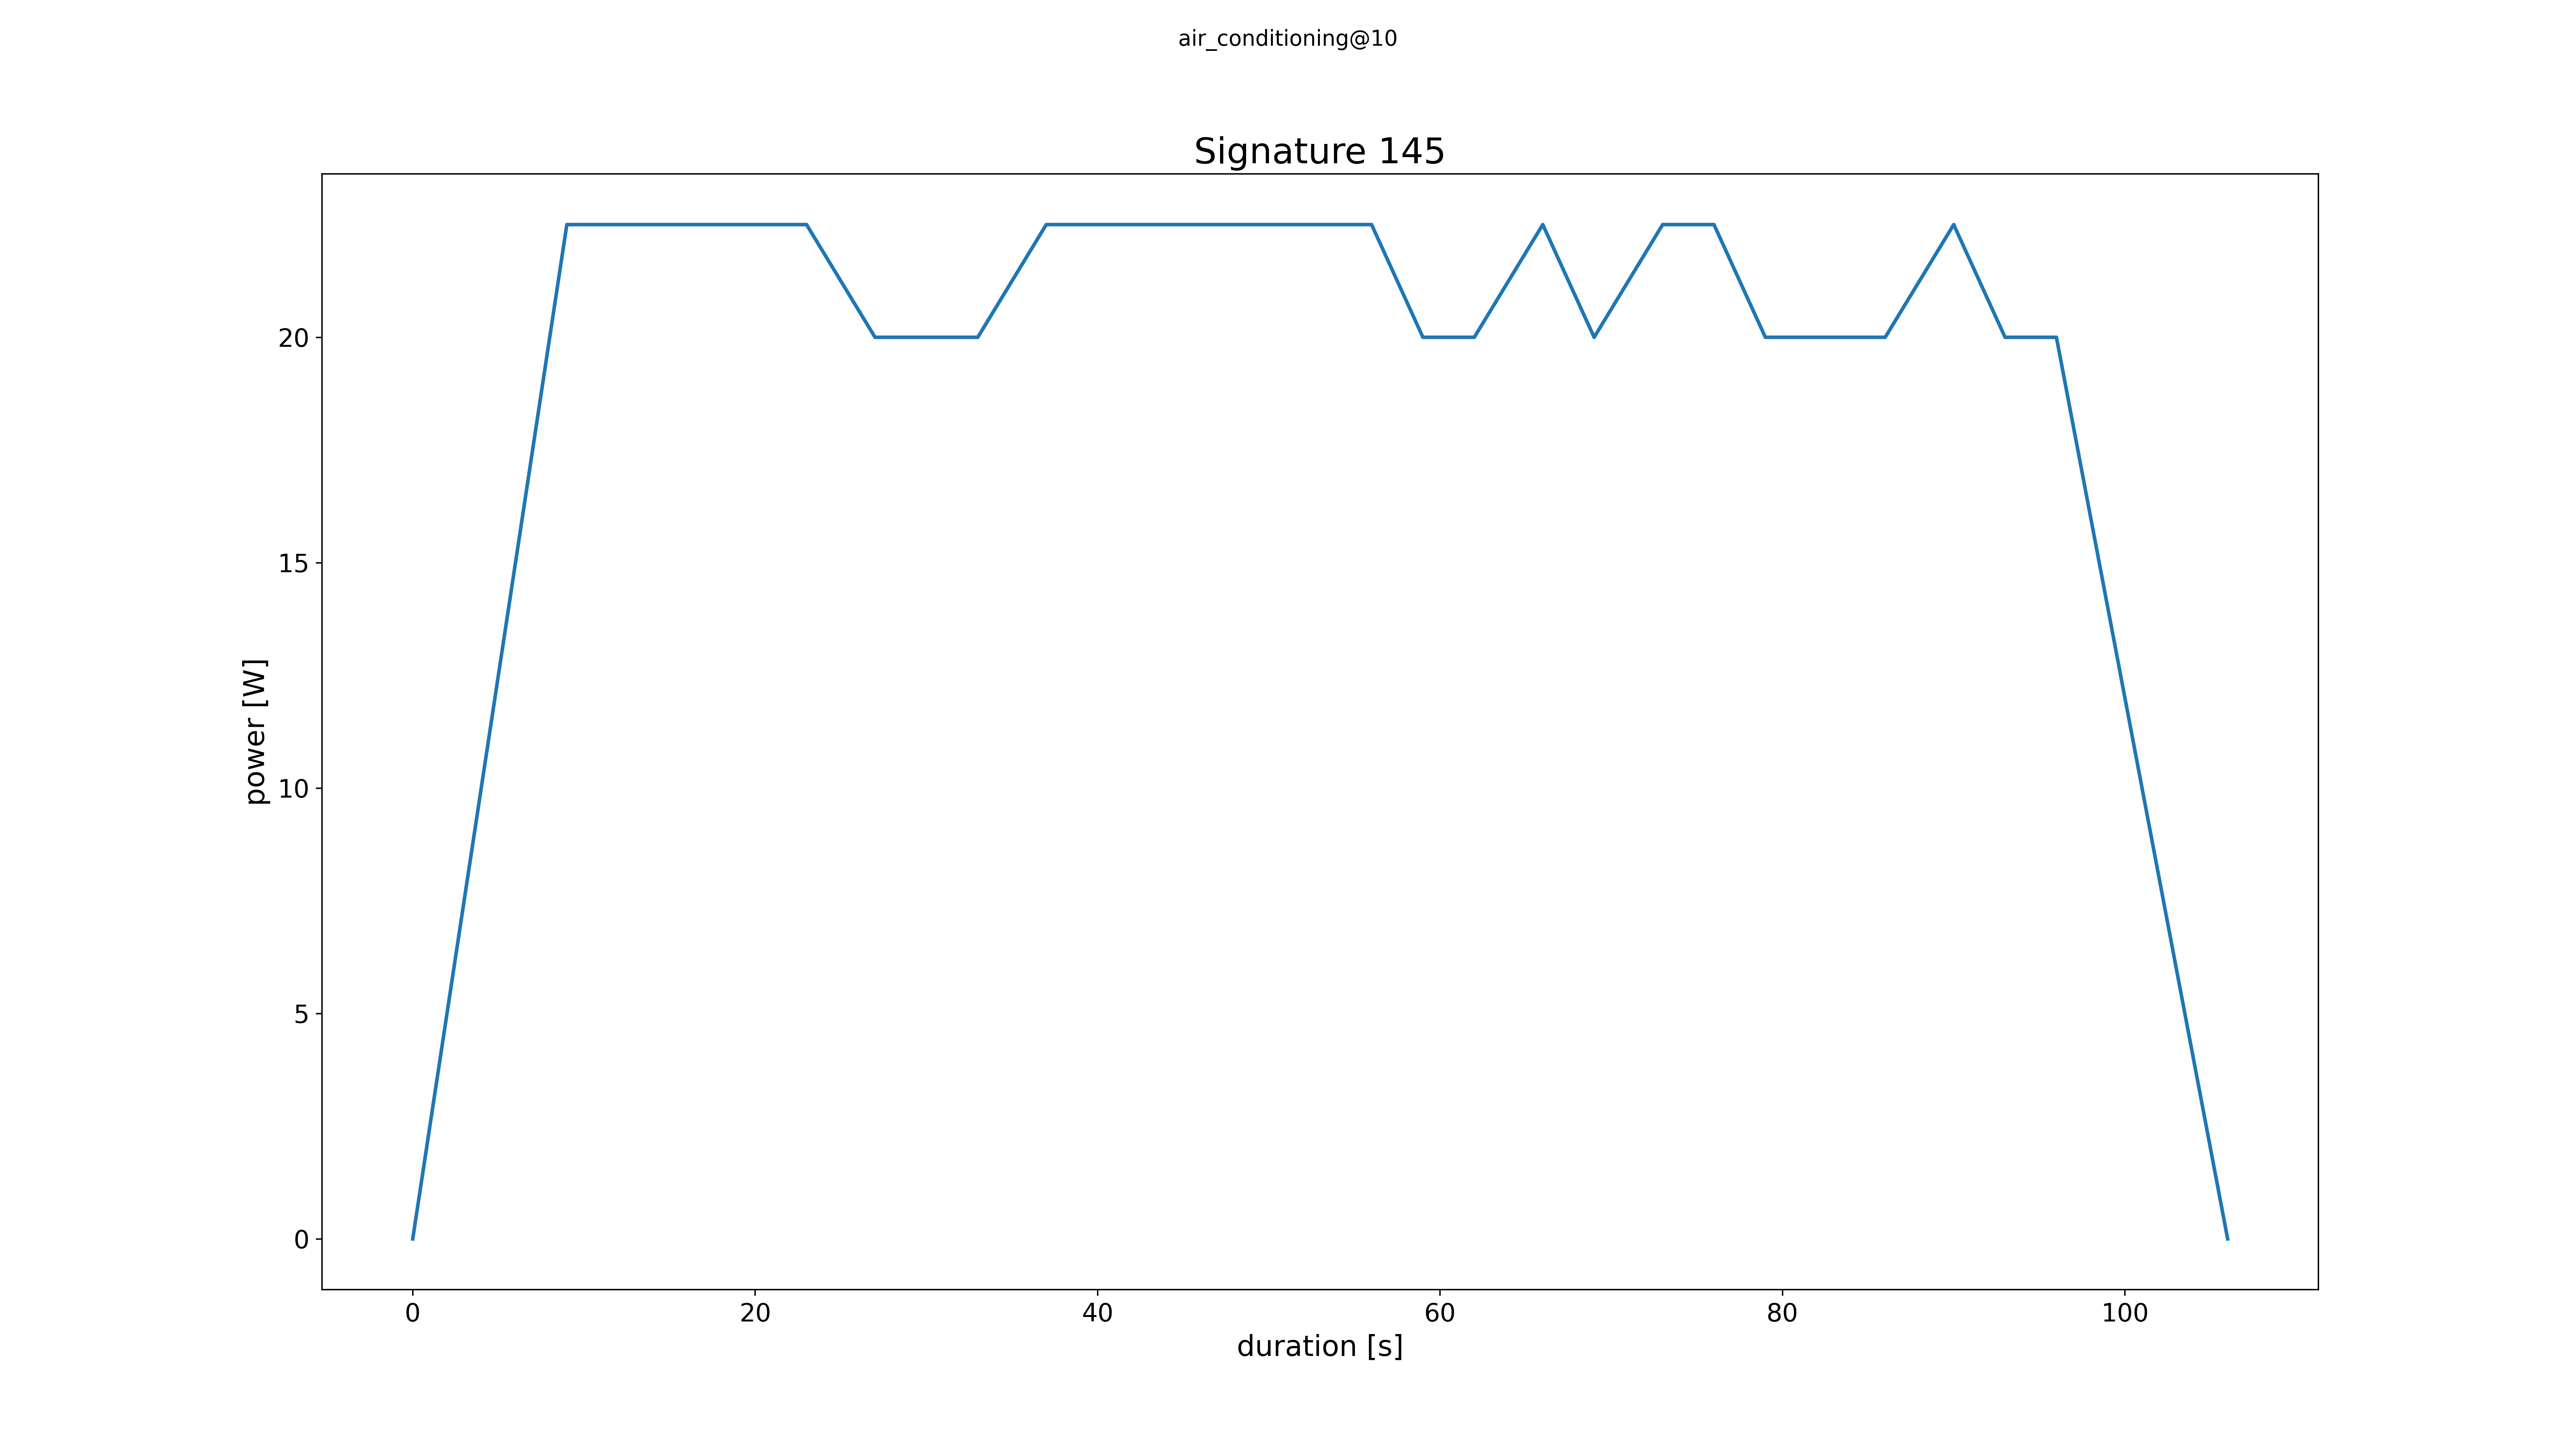 air_conditioning@10
Signature 145
20
15
10
5
0
power [W]
0 20 40 60 80 100
duration [s]